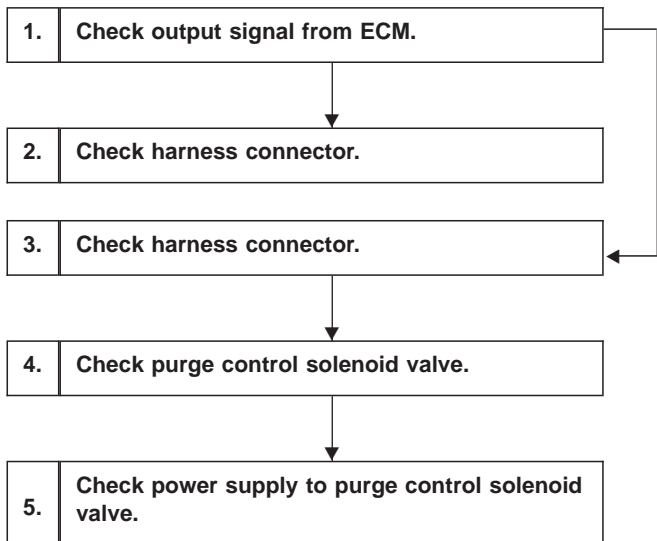 1. Check output signal from ECM.
2. Check harness connector.
3. Check harness connector.
4. Check purge control solenoid valve.
5. Check power supply to purge control solenoid
valve.